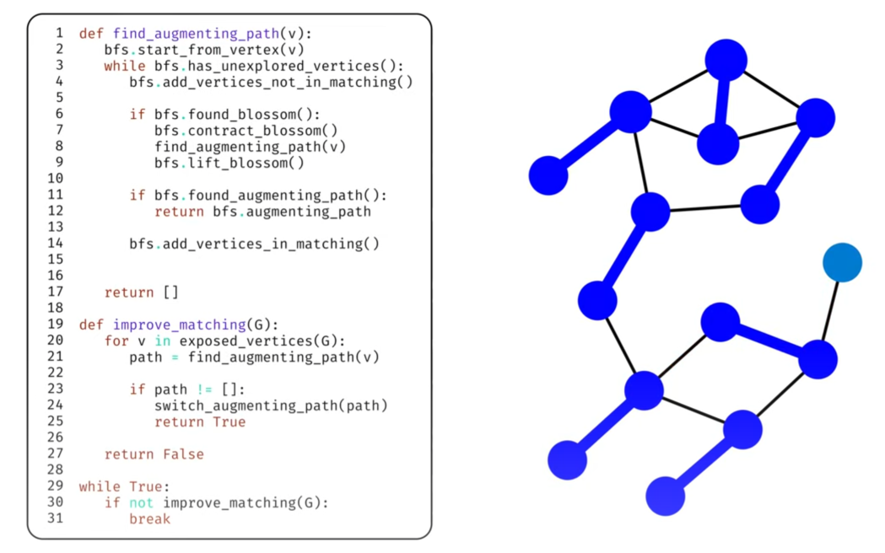 1 def find_augmenting_path(v):
2 bfs.start_from_vertex(v)
3 while bfs.has_unexplored_vertices():
4 bfs.add_vertices_not_in_matching()
5
6 if bfs.found_blossom():
7 bfs.contract_blossom()
8 find_augmenting_path(v)
9 bfs.lift_blossom()
10
11 if bfs.found_augmenting_path():
12 return bfs.augmenting_path
13
14 bfs.add_vertices_in_matching()
15
16
17 return []
18
19 def improve_matching(G):
20 for v in exposed_vertices(G):
21 path = find_augmenting_path(v)
22
23 if path != []:
24 switch_augmenting_path(path)
25 return True
26
27 return False
28
29 while True:
30 if not improve_matching(G):
31 break